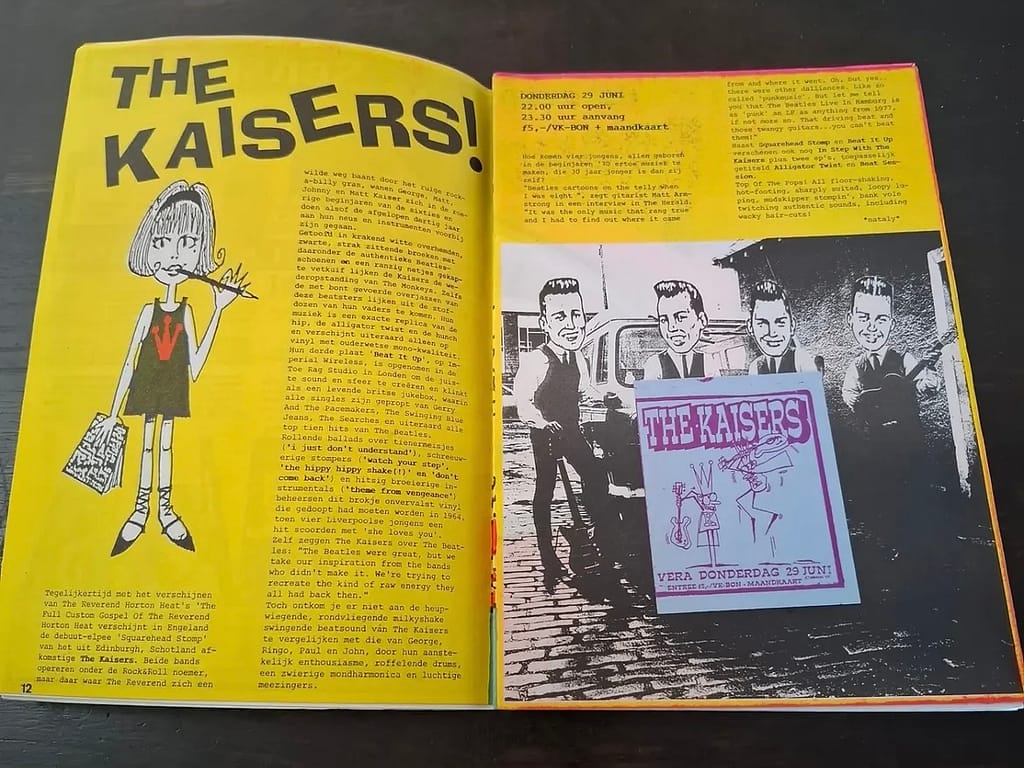 THE
KAISERS!
Tegelijkertijd met het verschijnen
van The Reverend Horton Heat's 'The
Full Custom Gospel Of The Reverend
Horton Heat verschijnt in Engeland
de debuut-elpee 'Squarehead Stomp'
van het uit Edinburgh, Schotland af-
komstige The Kaisers. Beide bands
opereren onder de Rock&Roll noemer,
maar daar waar The Reverend zich een
12
wilde weg baant door het ruige rock-
a-billy gras, wanen George, Matt,
Johnny en Matt Kaiser zich in de roe-
rige beginjaren van de sixties en
doen alsof de afgelopen dertig jaar
aan hun neus en instrumenten voorbij
zijn gegaan.
Getooid in krakend witte overhemden,
zwarte, strak zittende broeken met
daaronder de authentieke Beatles-
schoenen en een ranzig netjes gekap-
te vetkuif lijken de Kaisers de we-
deropstanding van The Monkeys. Zelfs
de met bont gevoerde overjassen van
deze beatsters lijken uit de stof-
dozen van hun vaders te komen. Hun
muziek is een exacte replica van de
hip, de alligator twist en de hunch
en verschijnt uiteraard alleen op
vinyl met ouderwetse mono-kwaliteit.
Hun derde plaat 'Beat It Up', op Im-
perial Wireless, is opgenomen in de
Toe Rag Studio in Londen om de juis-
te sound en sfeer te creëren en klinkt
als een levende britse jukebox, waarin
alle singles zijn gepropt van Gerry
And The Pacemakers, The Swinging Blue
Jeans, The Searches en uiteraard alle
top tien hits van The Beatles.
Rollende ballads over tienermeisjes
('i just don't understand'), schreeuw-
erige stompers ('watch your step',
'the hippy hippy shake(!)' en 'don't
come back') en hitsig broeierige in-
strumentals ('theme from vengeance')
beheersen dit brokje onvervalst vinyl
die gedoopt had moeten worden in 1964,
toen vier Liverpoolse jongens een
hit scoorden met 'she loves you'.
Zelf zeggen The Kaisers over The Beat-
les: "The Beatles were great, but we
take our inspiration from the bands
who didn't make it. We're trying to
recreate the kind of raw energy they
all had back then."
Toch ontkom je er niet aan de heup-
wiegende, rondvliegende milkyshake
swingende beatsound van The Kaisers
te vergelijken met die van George,
Ringo, Paul en John, door hun aanste-
kelijk enthousiasme, roffelende drums,
een zwierige mondharmonica en luchtige
meezingers.
DONDERDAG 29 JUNI
22.00 uur open,
23.30 uur aanvang
f5,-/VK-BON + maandkaart
Hoe komen vier jongens, allen geboren
in de beginjaren '70 ertoe muziek te
maken, die 30 jaar jonger is dan zij
zelf?
"Beatles cartoons on the telly when
I was eight", zegt gitarist Matt Arm-
strong in een interview in The Herald.
"It was the only music that rang true
and I had to find out where it came
from and where it went. Oh, but yes..
there were other dalliances. Like so
called 'punkmusic'. But let me tell
you that The Beatles Live In Hamburg is
as 'punk' an LP as anything from 1977,
if not more so. That driving beat and
those twangy guitars...you can't beat
them!"
Naast Squarehead Stomp en Beat It Up
verschenen ook nog In Step With The
Kaisers plus twee ep's, toepasselijk
getiteld Alligator Twist en Beat Ses-
sion.
Top Of The Pops! All floor-shaking,
hot-footing, sharply suited, loopy lo-
ping, mudskipper stompin', bank volo
twitching authentic sounds, including
wacky hair-cuts!
"nataly"
THE KAISERS
VERA DONDERDAG 29 JUNI
ENTREE f5,-/VK-BON + MAANDKAART